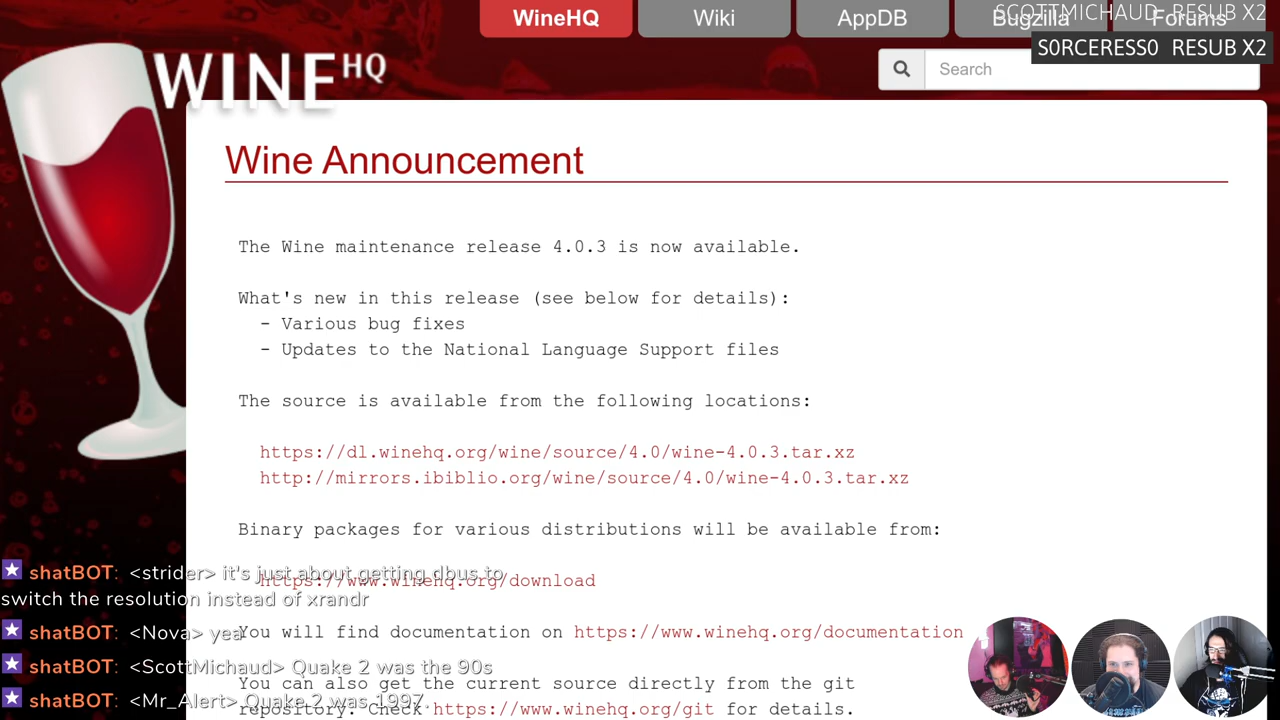 WineHQ
Wiki
AppDB
Bugzilla
Forums
SCOTTMICHAUD RESUB X2
S0RCERESS0 RESUB X2
WINE HQ
Search
Wine Announcement
The Wine maintenance release 4.0.3 is now available.
What's new in this release (see below for details):
- Various bug fixes
- Updates to the National Language Support files
The source is available from the following locations:
https://dl.winehq.org/wine/source/4.0/wine-4.0.3.tar.xz
http://mirrors.ibiblio.org/wine/source/4.0/wine-4.0.3.tar.xz
Binary packages for various distributions will be available from:
https://www.winehq.org/download
You will find documentation on https://www.winehq.org/documentation
You can also get the current source directly from the git
repository. Check https://www.winehq.org/git for details.
shatBOT: <strider> it's just about getting dbus to
switch the resolution instead of xrandr
shatBOT: <Nova> yea
shatBOT: <ScottMichaud> Quake 2 was the 90s
shatBOT: <Mr_Alert> Quake 2 was 1997.